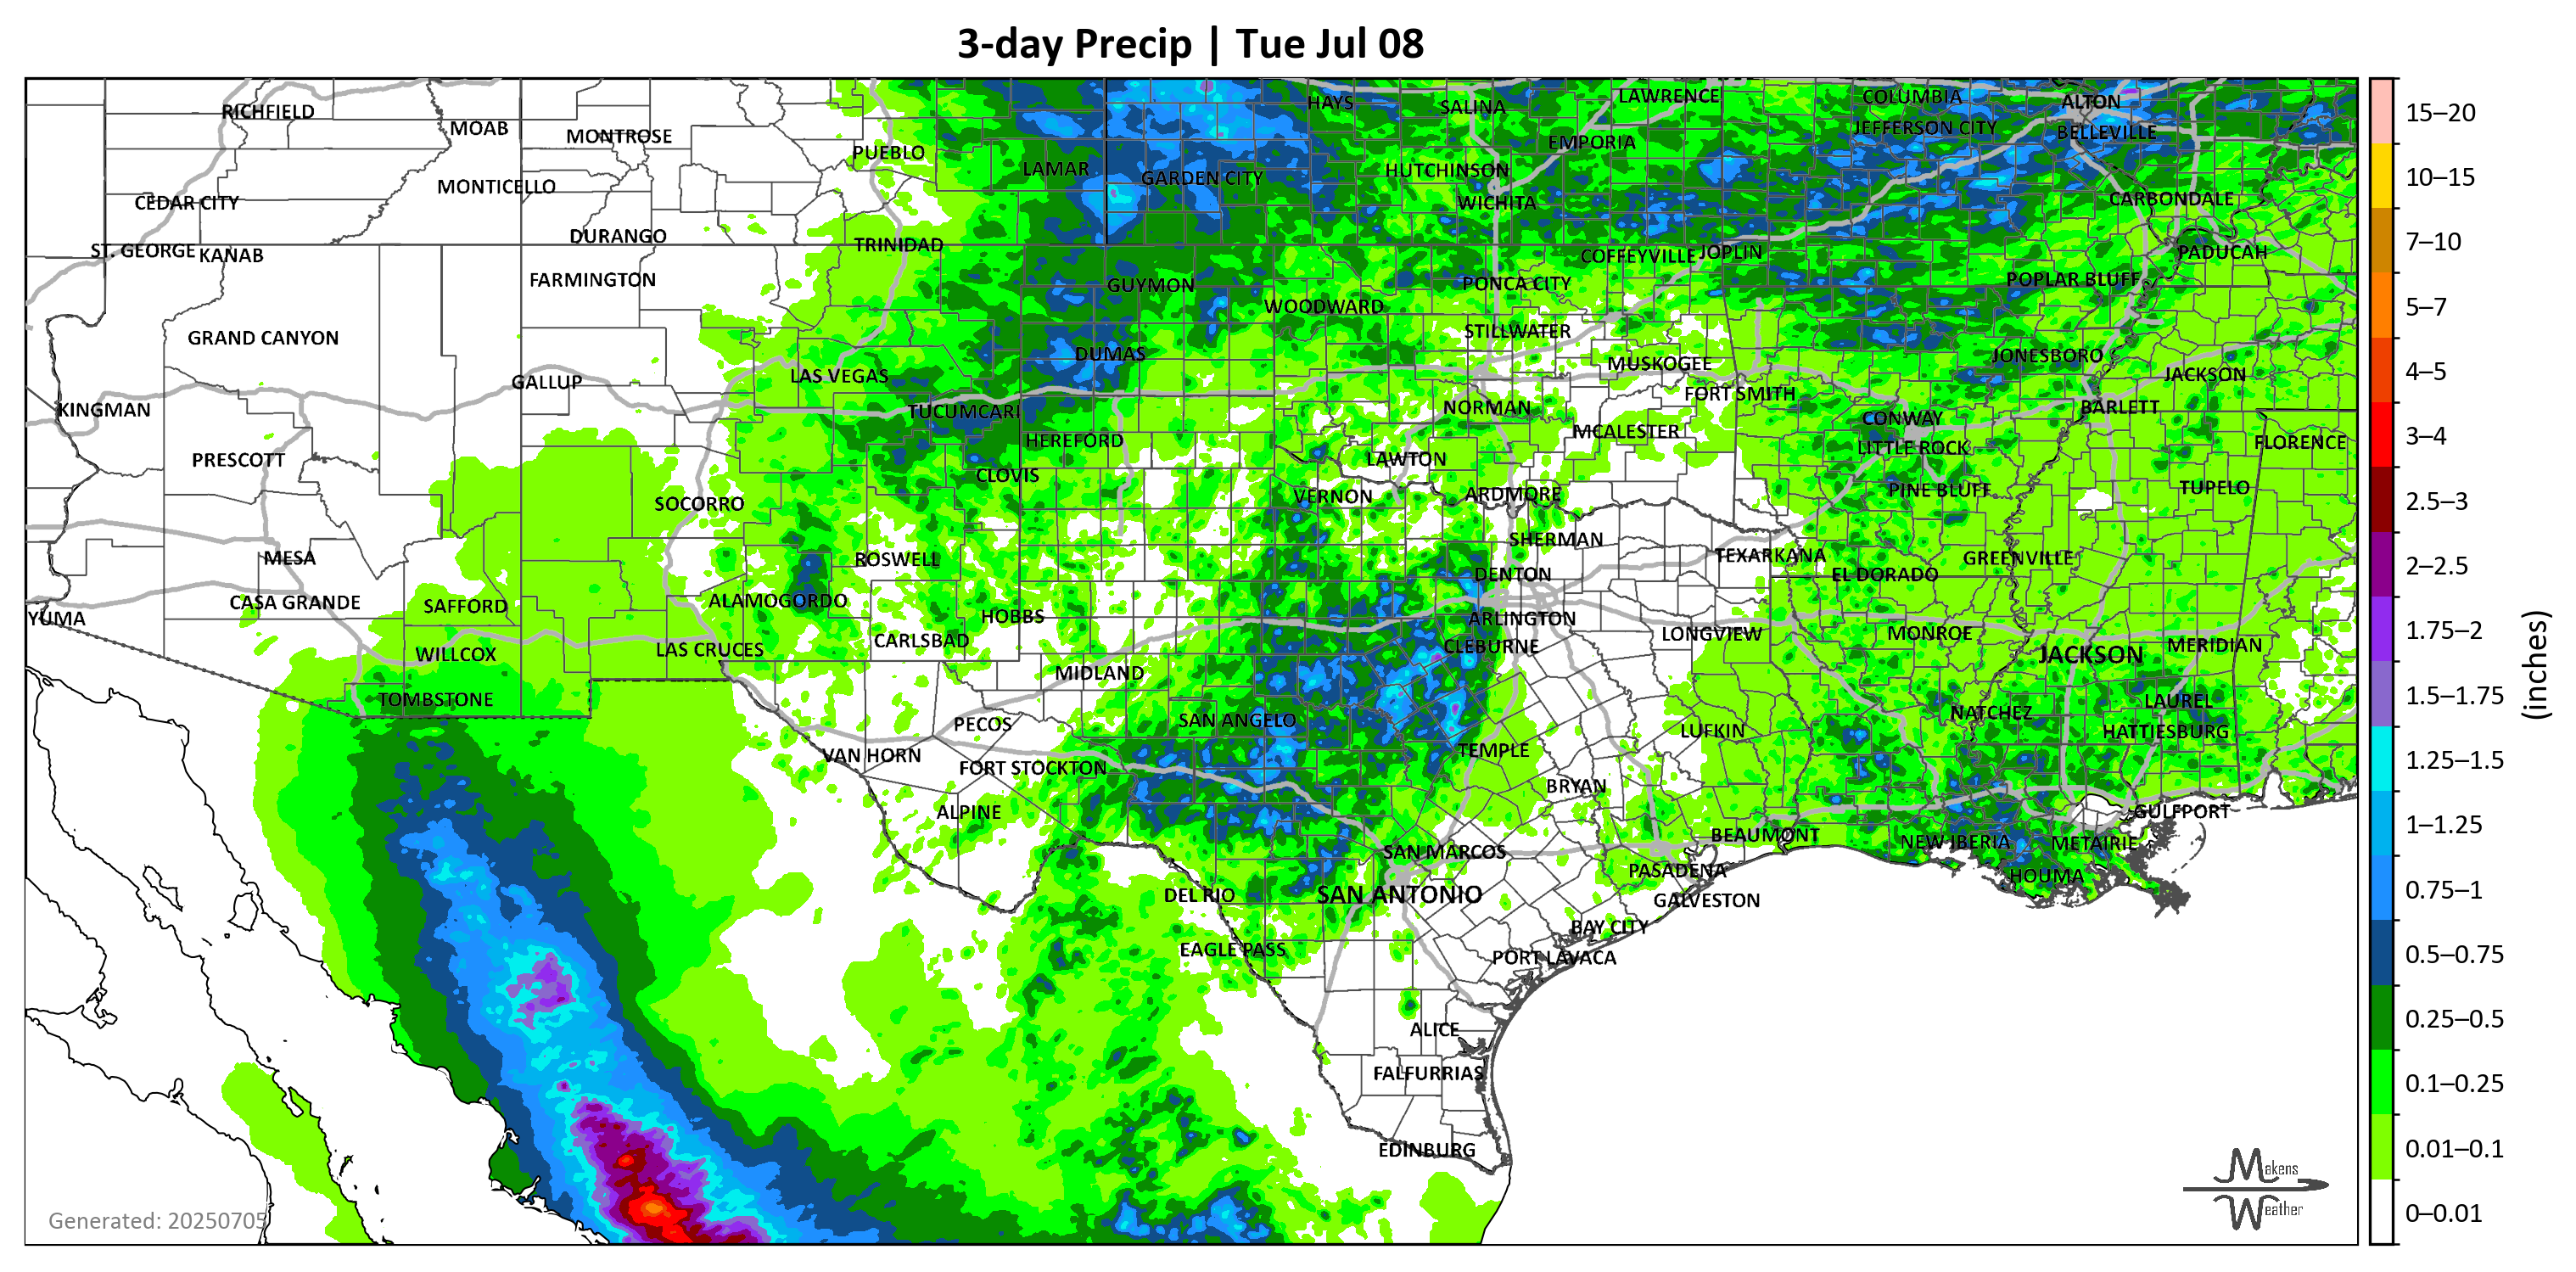 3-day Precip | Tue Jul 08
RICHFIELD
MOAB
MONTROSE
PUEBLO
LAMAR
HAYS
SALINA
LAWRENCE
COLUMBIA
ALTON
JEFFERSON CITY
BELLEVILLE
EMPORIA
HUTCHINSON
GARDEN CITY
MONTICELLO
CEDAR CITY
WICHITA
CARBONDALE
DURANGO
TRINIDAD
ST. GEORGE
KANAB
COFFEYVILLE
JOPLIN
PADUCAH
FARMINGTON
GUYMON
PONCA CITY
POPLAR BLUFF
WOODWARD
GRAND CANYON
STILLWATER
DUMAS
MUSKOGEE
JONESBORO
GALLUP
LAS VEGAS
JACKSON
KINGMAN
TUCUMCARI
NORMAN
FORT SMITH
BARLETT
CONWAY
HEREFORD
MCALESTER
LITTLE ROCK
FLORENCE
PRESCOTT
CLOVIS
LAWTON
SOCORRO
VERNON
ARDMORE
PINE BLUFF
TUPELO
MESA
ROSWELL
SHERMAN
TEXARKANA
GREENVILLE
DENTON
EL DORADO
CASA GRANDE
SAFFORD
ALAMOGORDO
YUMA
HOBBS
ARLINGTON
CARLSBAD
LONGVIEW
MONROE
WILLCOX
LAS CRUCES
CLEBURNE
JACKSON
MERIDIAN
MIDLAND
TOMBSTONE
LAUREL
PECOS
SAN ANGELO
NATCHEZ
LUFKIN
HATTIESBURG
VAN HORN
FORT STOCKTON
TEMPLE
BRYAN
ALPINE
GULFPORT
BEAUMONT
SAN MARCOS
NEW IBERIA
METAIRIE
PASADENA
HOUMA
DEL RIO
SAN ANTONIO
GALVESTON
BAY CITY
EAGLE PASS
PORT LAVACA
ALICE
FALFURRIAS
EDINBURG
Generated: 20250705
Makens
Weather
15–20
10–15
7–10
5–7
4–5
3–4
2.5–3
2–2.5
1.75–2
1.5–1.75
1.25–1.5
1–1.25
0.75–1
0.5–0.75
0.25–0.5
0.1–0.25
0.01–0.1
0–0.01
(inches)